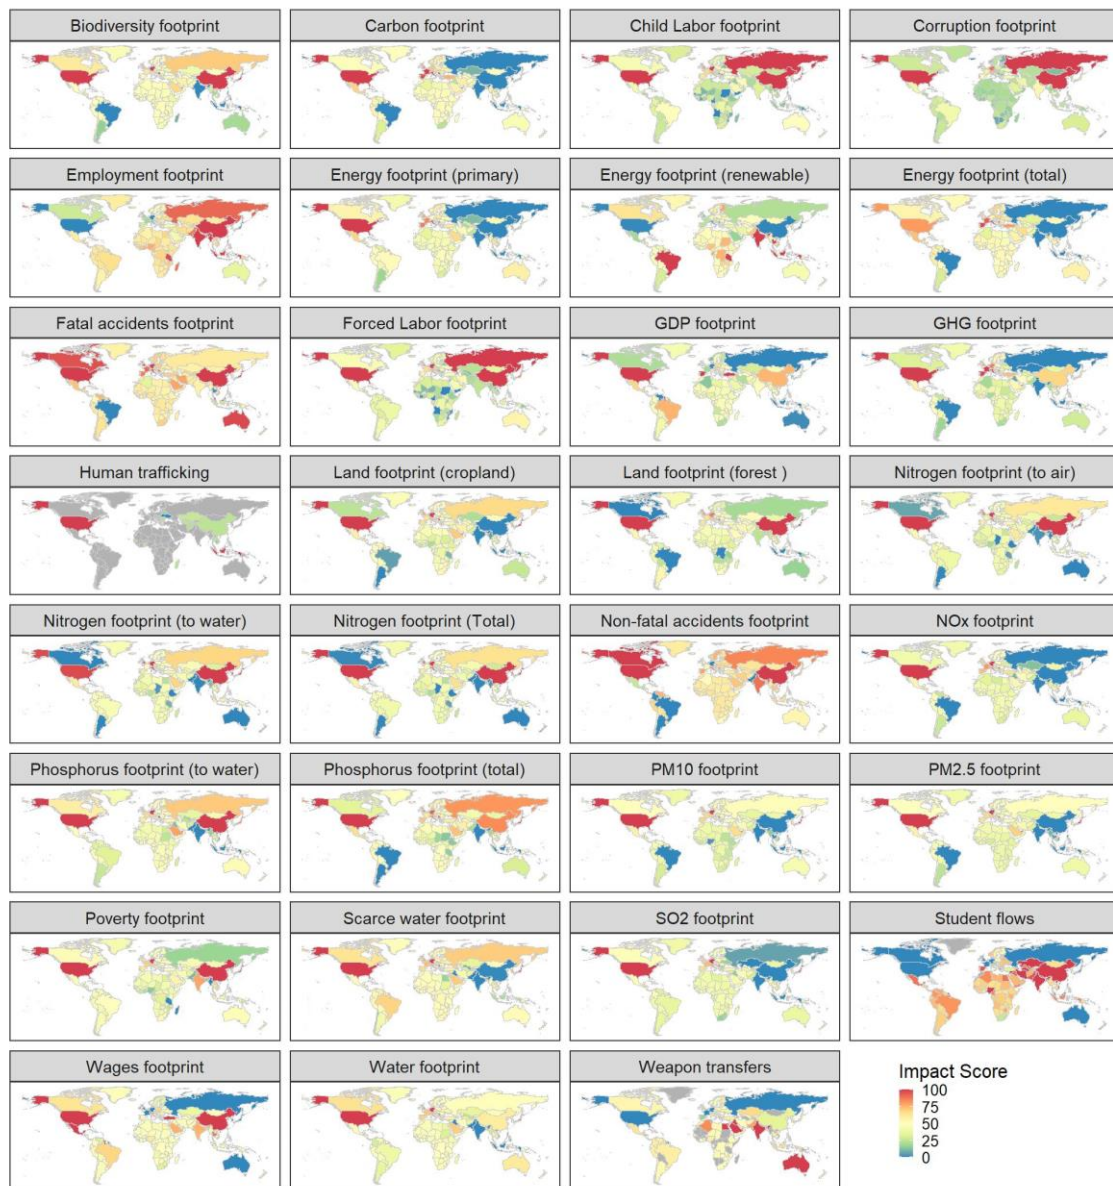 Biodiversity footprint
Carbon footprint
Child Labor footprint
Corruption footprint
Employment footprint
Energy footprint (primary)
Energy footprint (renewable)
Energy footprint (total)
Fatal accidents footprint
Forced Labor footprint
GDP footprint
GHG footprint
Human trafficking
Land footprint (cropland)
Land footprint (forest )
Nitrogen footprint (to air)
Nitrogen footprint (to water)
Nitrogen footprint (Total)
Non-fatal accidents footprint
NOx footprint
Phosphorus footprint (to water)
Phosphorus footprint (total)
PM10 footprint
PM2.5 footprint
Poverty footprint
Scarce water footprint
SO2 footprint
Student flows
Wages footprint
Water footprint
Weapon transfers
Impact Score
100
75
50
25
0